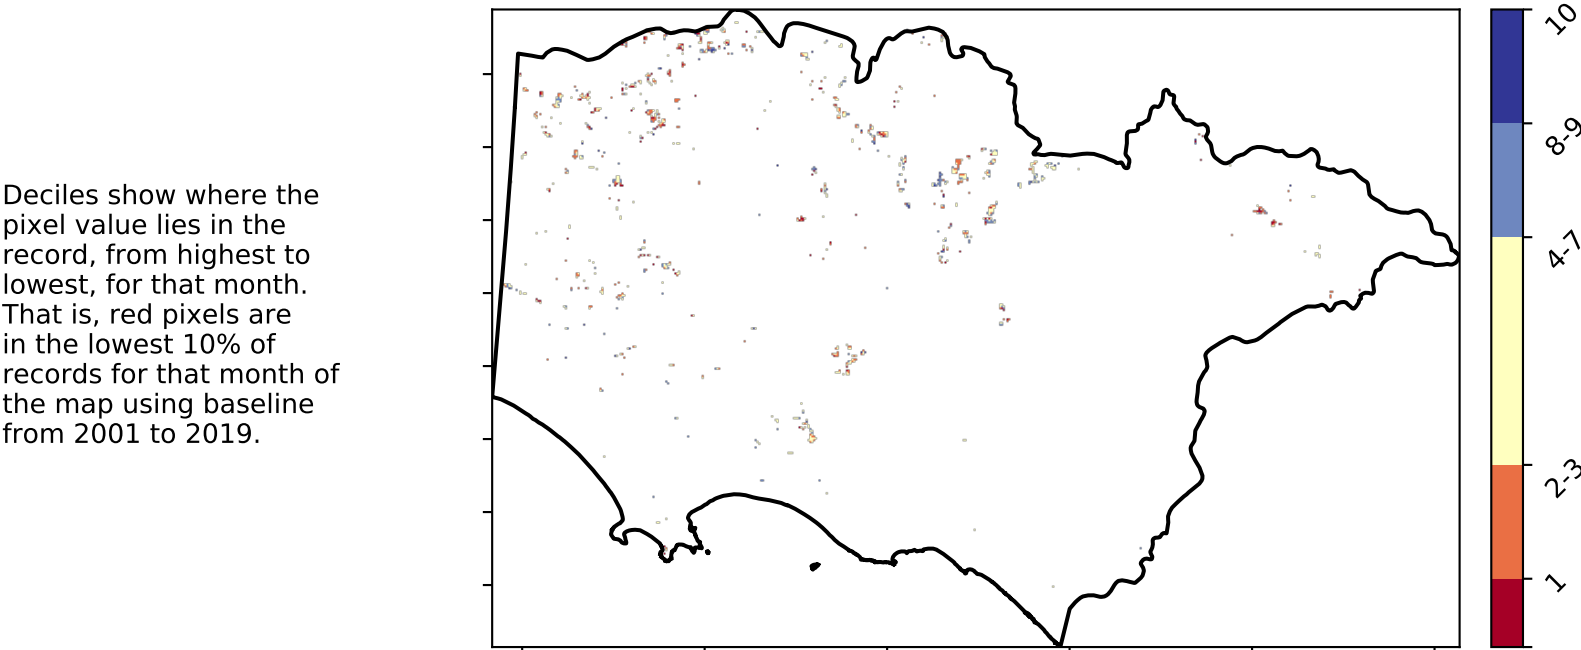 Deciles show where the
pixel value lies in the
record, from highest to
lowest, for that month.
That is, red pixels are
in the lowest 10% of
records for that month of
the map using baseline
from 2001 to 2019.
10
8-9
4-7
2-3
1